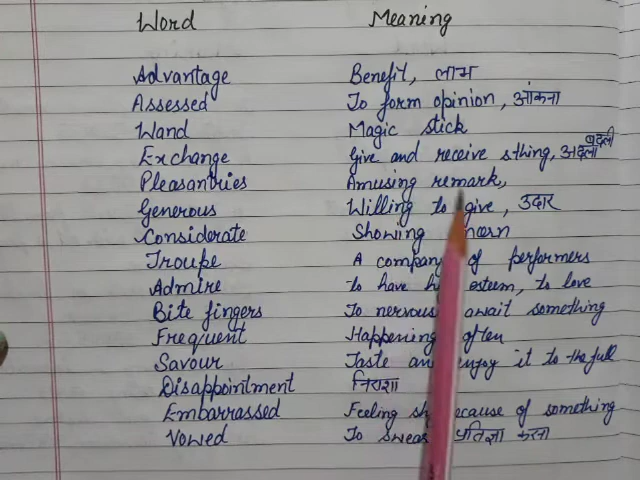 Word Meaning
Advantage Benefit, लाभ
Assessed To form opinion, आंकना
Wand Magic stick
Exchange Give and receive sthing, अदला बदली
Pleasantries Amusing remark,
Generous Willing to give, उदार
Considerate Showing
Troupe A company of performers
Admire to have esteem, to love
Bite fingers To nervous await something
Frequent Happening often
Savour Taste and enjoy it to the full
Disappointment निराशा
Embarrassed Feeling because of something
Vowed To swear प्रतिज्ञा करना